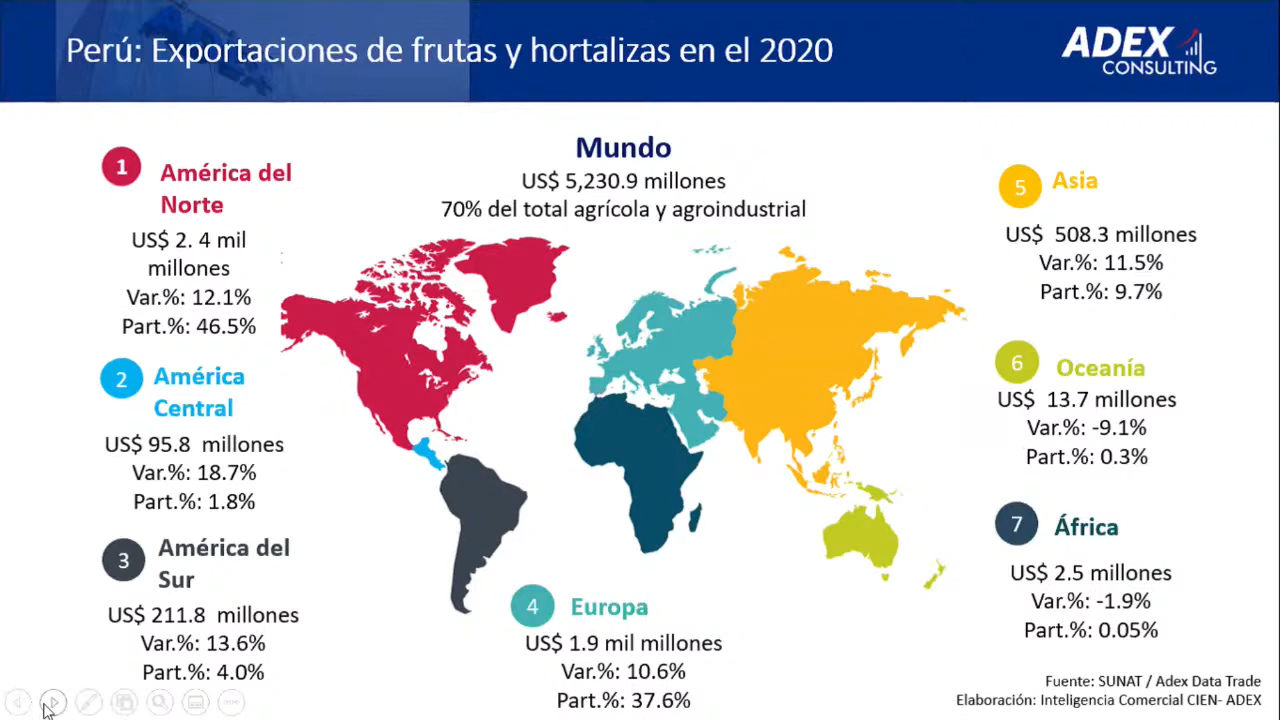 Perú: Exportaciones de frutas y hortalizas en el 2020
ADEX
CONSULTING
Mundo
US$ 5,230.9 millones
70% del total agrícola y agroindustrial
1
América del
Norte
US$ 2. 4 mil
millones
Var.%: 12.1%
Part.%: 46.5%
2
América
Central
US$ 95.8 millones
Var.%: 18.7%
Part.%: 1.8%
3
América del
Sur
US$ 211.8 millones
Var.%: 13.6%
Part.%: 4.0%
4
Europa
US$ 1.9 mil millones
Var.%: 10.6%
Part.%: 37.6%
5
Asia
US$ 508.3 millones
Var.%: 11.5%
Part.%: 9.7%
6
Oceanía
US$ 13.7 millones
Var.%: -9.1%
Part.%: 0.3%
7
África
US$ 2.5 millones
Var.%: -1.9%
Part.%: 0.05%
Fuente: SUNAT / Adex Data Trade
Elaboración: Inteligencia Comercial CIEN- ADEX